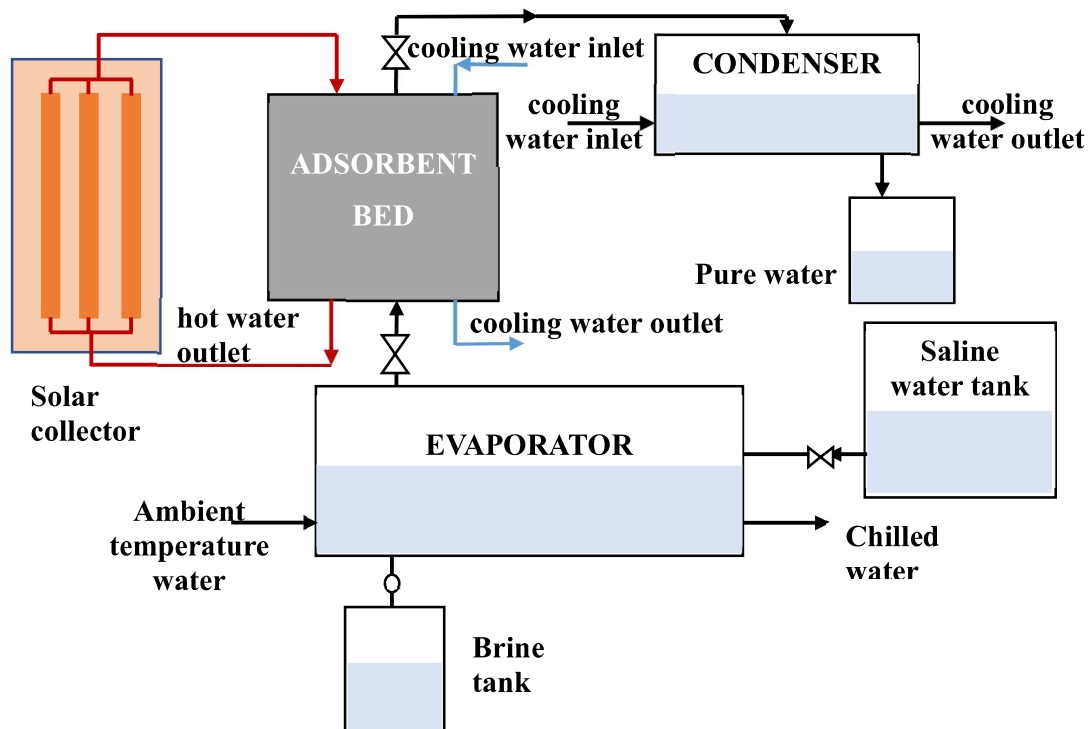 cooling water inlet
CONDENSER
cooling
water inlet
cooling
water outlet
ADSORBENT
BED
Pure water
hot water
outlet
cooling water outlet
Solar
collector
Saline
water tank
EVAPORATOR
Ambient
temperature
water
Chilled
water
Brine
tank